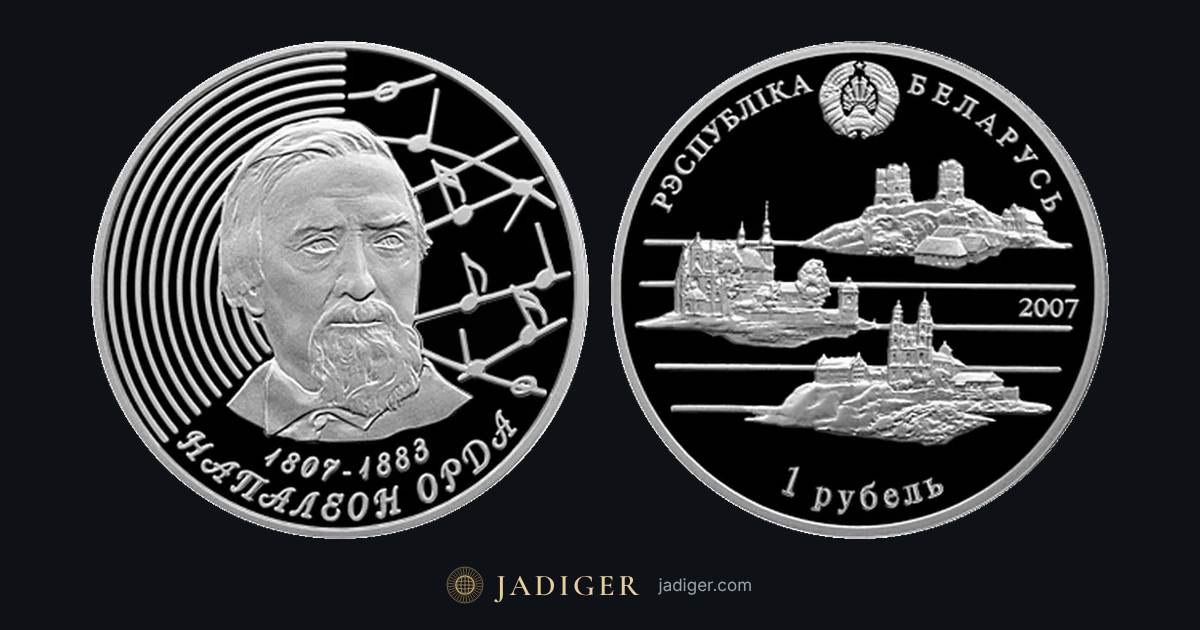 1807-1883
НАПАЛЕОН ОРДА
РЭСПУБЛІКА БЕЛАРУСЬ
2007
1 рубель
JADIGER jadiger.com